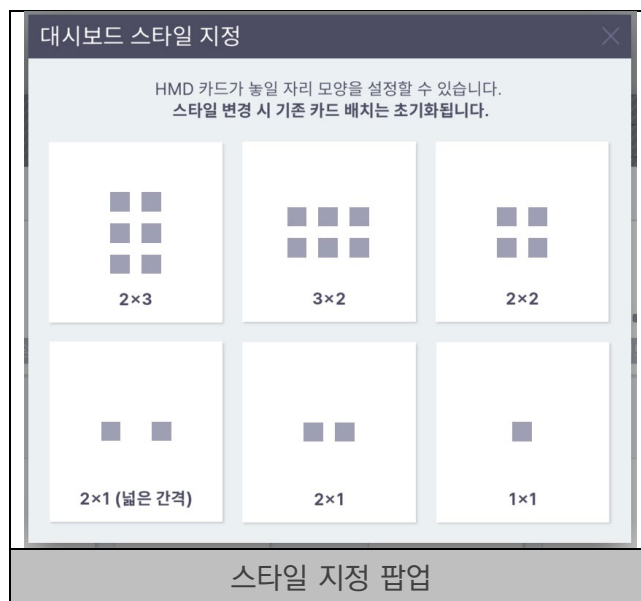 대시보드 스타일 지정
HMD 카드가 놓일 자리 모양을 설정할 수 있습니다.
스타일 변경 시 기존 카드 배치는 초기화됩니다.
2×3
3×2
2×2
2×1 (넓은 간격)
2×1
1×1
스타일 지정 팝업